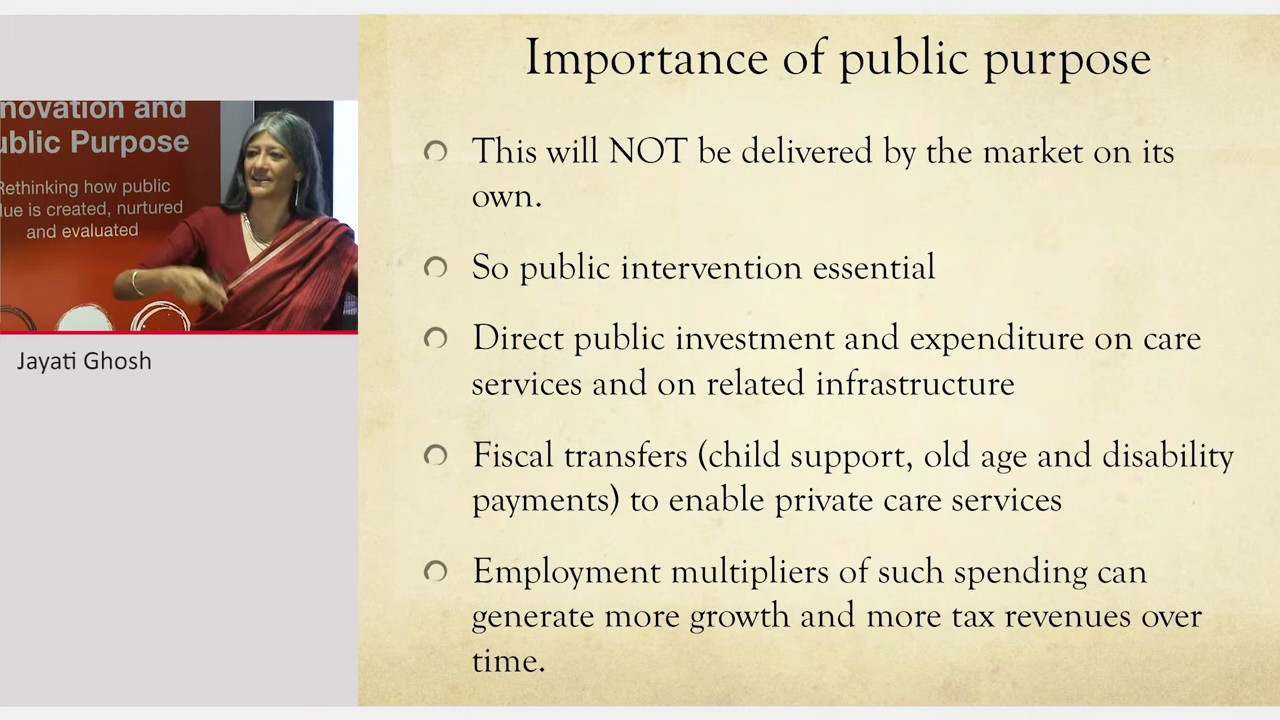 novation and
ublic Purpose
Rethinking how public
lue is created, nurtured
and evaluated
Jayati Ghosh
Importance of public purpose
This will NOT be delivered by the market on its
own.
So public intervention essential
Direct public investment and expenditure on care
services and on related infrastructure
Fiscal transfers (child support, old age and disability
payments) to enable private care services
Employment multipliers of such spending can
generate more growth and more tax revenues over
time.